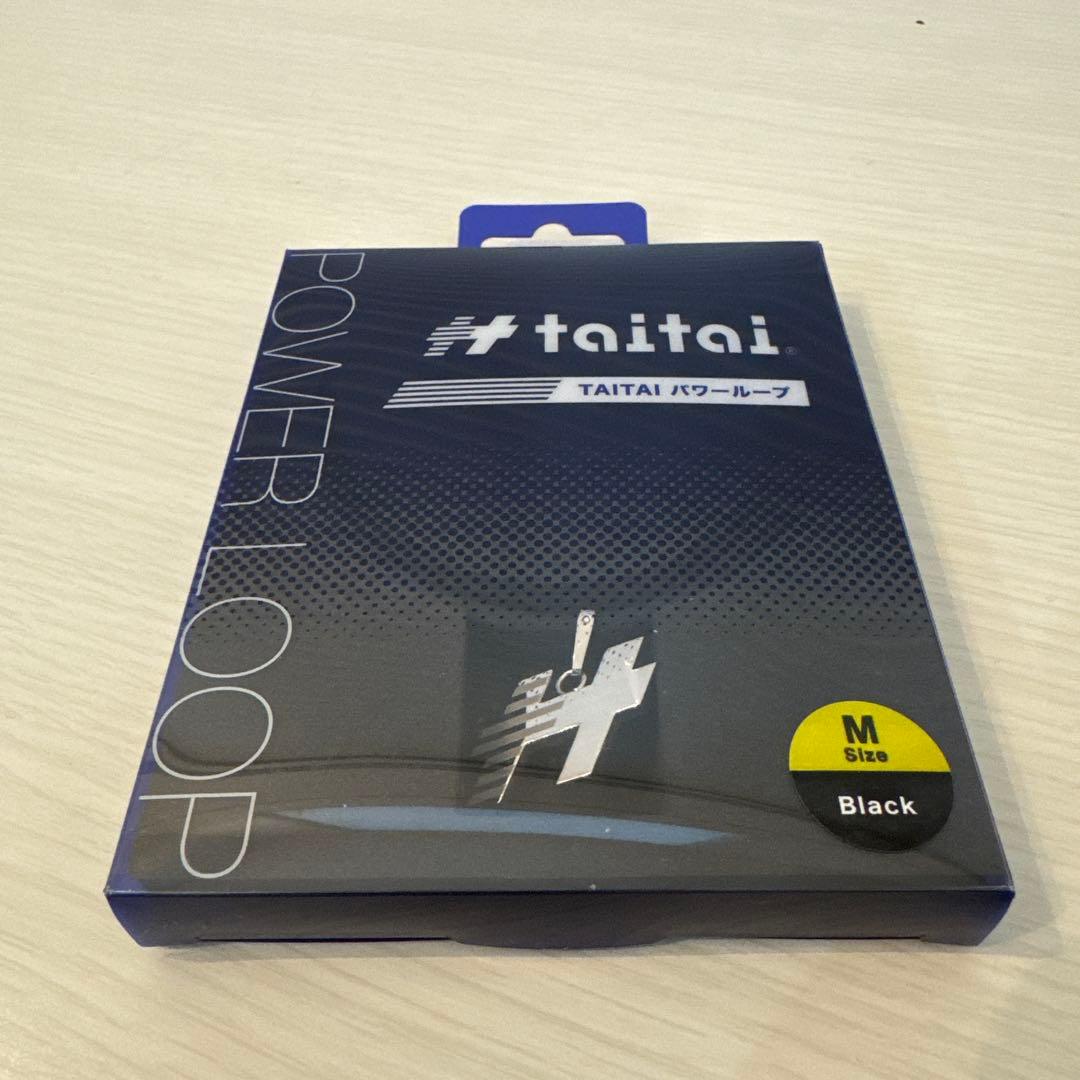 taitai®
TAITAI パワーループ
POWER LOOP
M
Size
Black